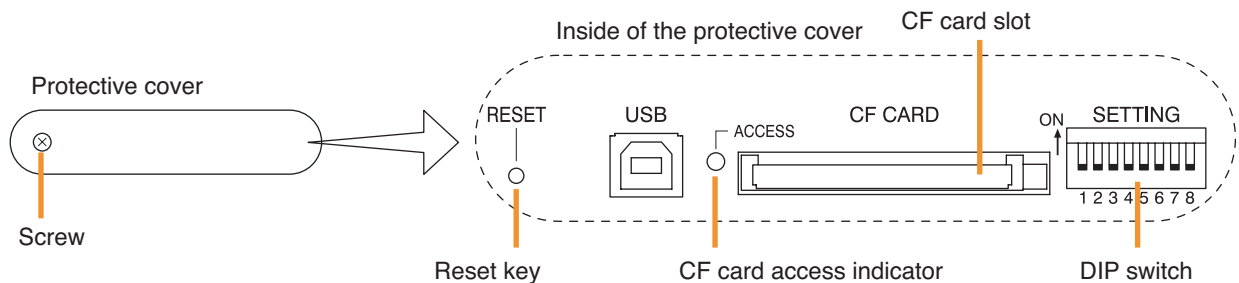 CF card slot
Inside of the protective cover
Protective cover
RESET
USB
ACCESS
CF CARD
ON
SETTING
1 2 3 4 5 6 7 8
Screw
Reset key
CF card access indicator
DIP switch